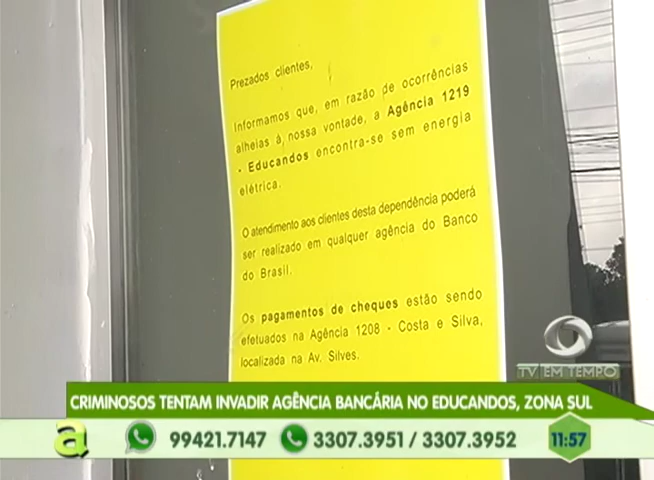 Prezados clientes,
Informamos que, em razão de ocorrências
alheias à nossa vontade, a Agência 1219
- Educandos encontra-se sem energia
elétrica.
O atendimento aos clientes desta dependência poderá
ser realizado em qualquer agência do Banco
do Brasil.
Os pagamentos de cheques estão sendo
efetuados na Agência 1208 - Costa e Silva,
localizada na Av. Silves.
TV EM TEMPO
CRIMINOSOS TENTAM INVADIR AGÊNCIA BANCÁRIA NO EDUCANDOS, ZONA SUL
a 99421.7147 3307.3951 / 3307.3952 11:57